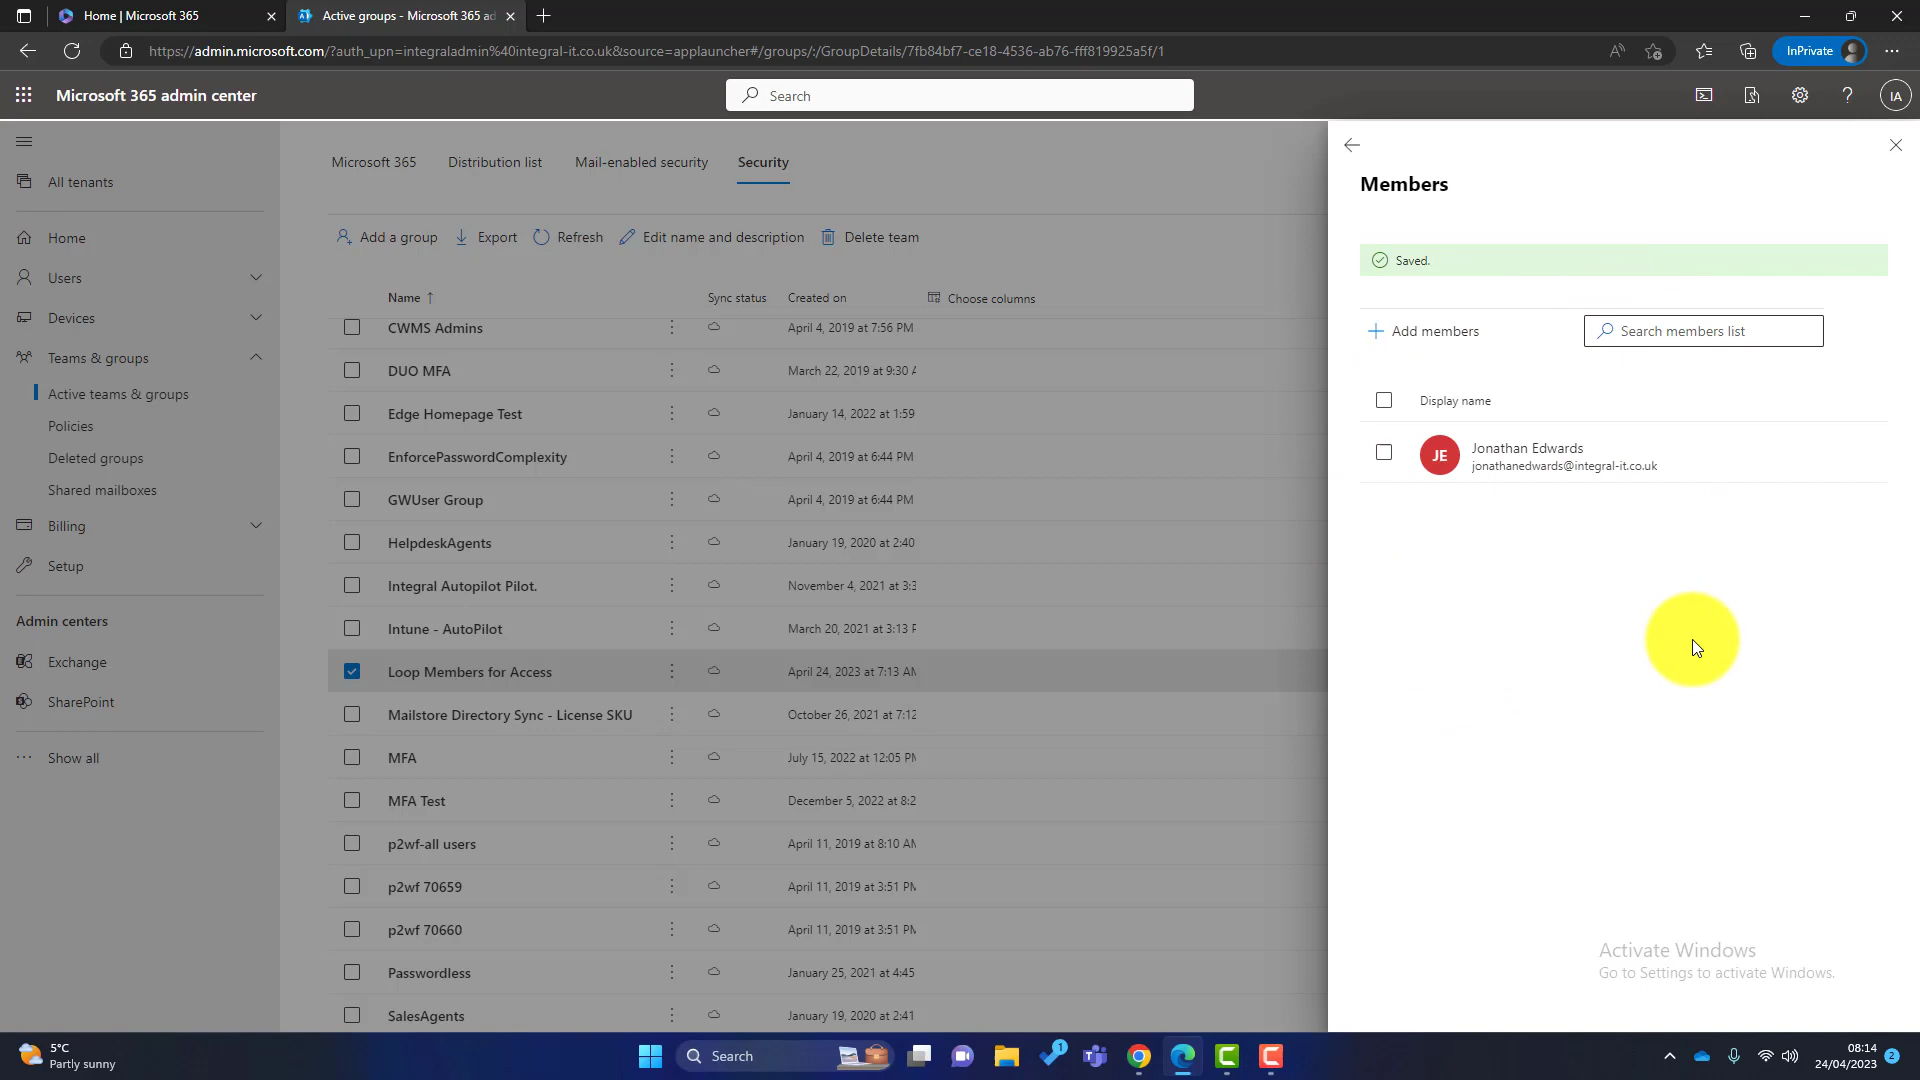 Home | Microsoft 365
Active groups - Microsoft 365 ad
https://admin.microsoft.com/?auth_upn=integraladmin%40integral-it.co.uk&source=applauncher#/groups/:/GroupDetails/7fb84bf7-ce18-4536-ab76-fff819925a5f/1
InPrivate
Microsoft 365 admin center
Search
IA
All tenants
Home
Users
Devices
Teams & groups
Active teams & groups
Policies
Deleted groups
Shared mailboxes
Billing
Setup
Admin centers
Exchange
SharePoint
Show all
Microsoft 365 Distribution list Mail-enabled security Security
Add a group Export Refresh Edit name and description Delete team
Name ↑ Sync status Created on Choose columns
CWMS Admins April 4, 2019 at 7:56 PM
DUO MFA March 22, 2019 at 9:30 A
Edge Homepage Test January 14, 2022 at 1:59
EnforcePasswordComplexity April 4, 2019 at 6:44 PM
GWUser Group April 4, 2019 at 6:44 PM
HelpdeskAgents January 19, 2020 at 2:40
Integral Autopilot Pilot. November 4, 2021 at 3:3
Intune - AutoPilot March 20, 2021 at 3:13 P
Loop Members for Access April 24, 2023 at 7:13 AM
Mailstore Directory Sync - License SKU October 26, 2021 at 7:12
MFA July 15, 2022 at 12:05 PM
MFA Test December 5, 2022 at 8:2
p2wf-all users April 11, 2019 at 8:10 AM
p2wf 70659 April 11, 2019 at 3:51 PM
p2wf 70660 April 11, 2019 at 3:51 PM
Passwordless January 25, 2021 at 4:45
SalesAgents January 19, 2020 at 2:41
Members
Saved.
Add members Search members list
Display name
JE
Jonathan Edwards
jonathanedwards@integral-it.co.uk
Activate Windows
Go to Settings to activate Windows.
5°C
Partly sunny
Search
1
08:14
24/04/2023
2